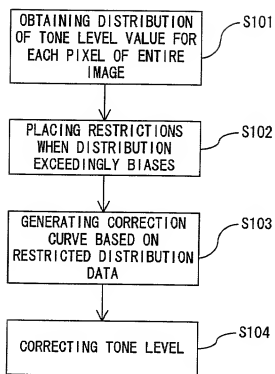 OBTAINING DISTRIBUTION
OF TONE LEVEL VALUE FOR
EACH PIXEL OF ENTIRE
IMAGE
S101
PLACING RESTRICTIONS
WHEN DISTRIBUTION
EXCEEDINGLY BIASES
S102
GENERATING CORRECTION
CURVE BASED ON
RESTRICTED DISTRIBUTION
DATA
S103
CORRECTING TONE LEVEL
S104